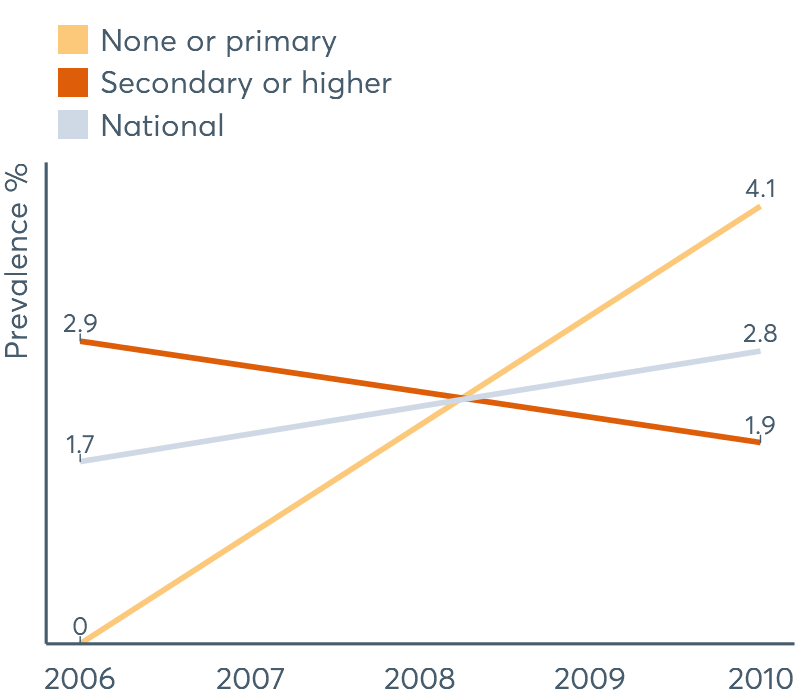 None or primary
Secondary or higher
National
Prevalence %
4.1
2.9
2.8
1.9
1.7
0
2006 2007 2008 2009 2010